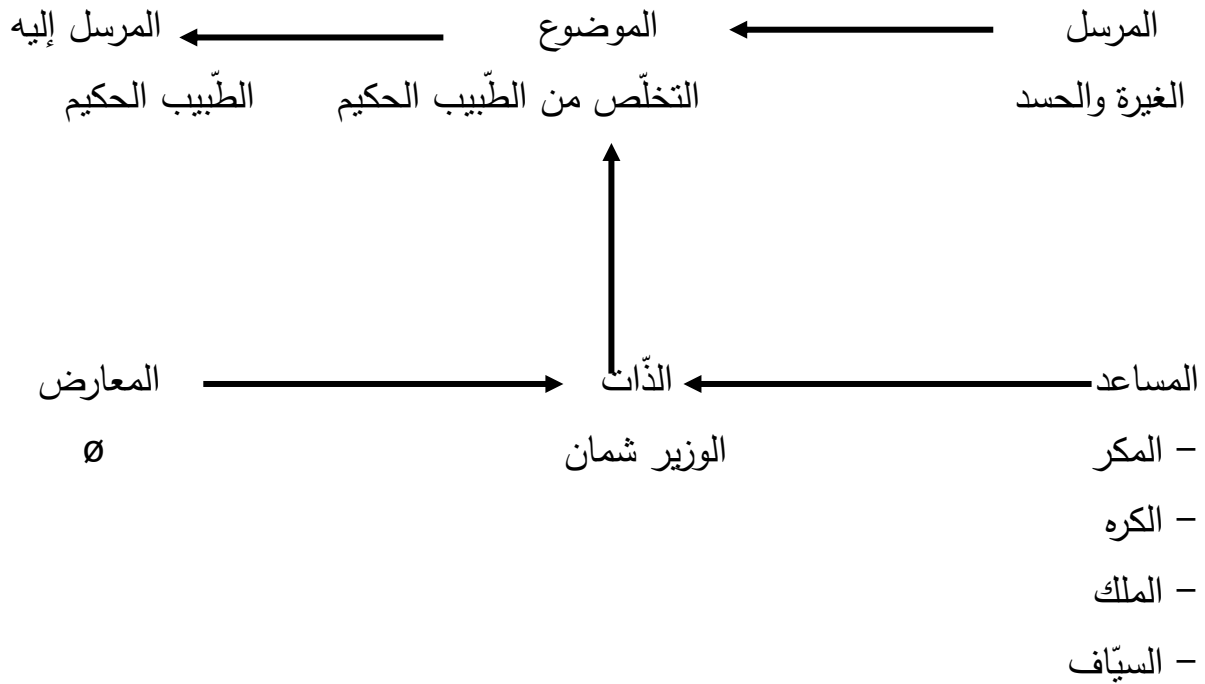 المرسل الموضوع المرسل إليه
الغيرة والحسد التخلّص من الطّبيب الحكيم الطّبيب الحكيم
المساعد الذّات المعارض
– المكر الوزير شمان ø
– الكره
– الملك
– السيّاف